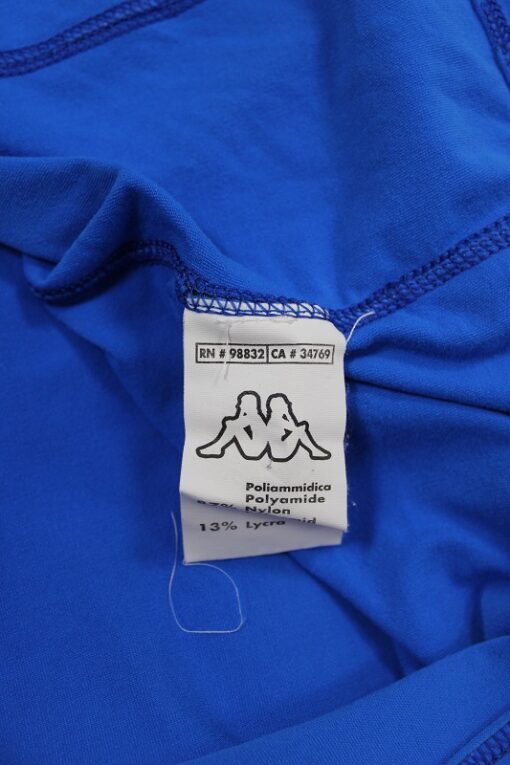 RN # 98832 CA # 34769
Poliammidica
Polyamide
Nylon
13% Lycra